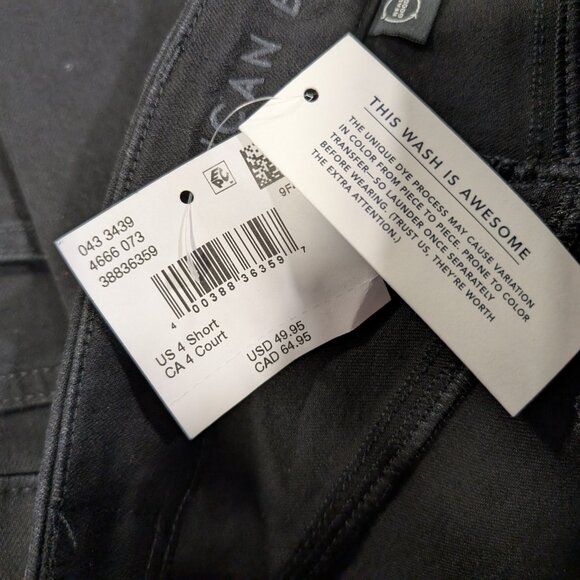 043 3439
4666 073
38836359
9F-
4 00388 36359 7
US 4 Short
CA 4 Court
USD 49.95
CAD 64.95
THIS WASH IS AWESOME
THE UNIQUE DYE PROCESS MAY CAUSE VARIATION
IN COLOR FROM PIECE TO PIECE. PRONE TO COLOR
TRANSFER—SO LAUNDER ONCE SEPARATELY
BEFORE WEARING. (TRUST US, THEY'RE WORTH
THE EXTRA ATTENTION.)